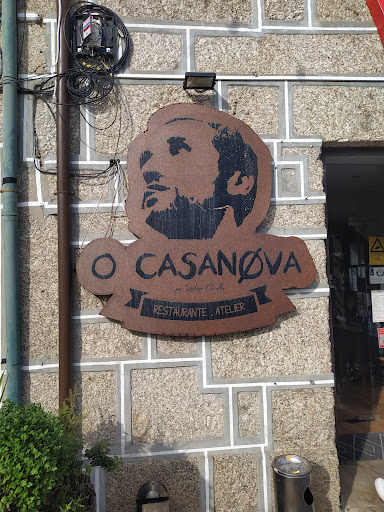 O CASANØVA
RESTAURANTE . ATELIER